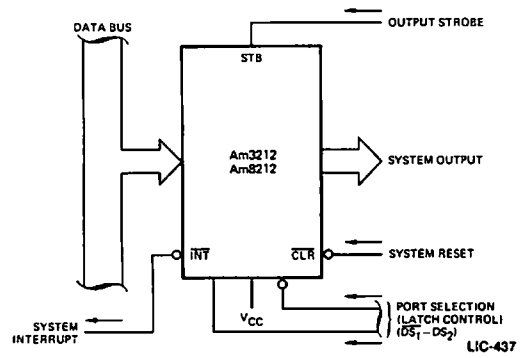 DATA BUS
OUTPUT STROBE
STB
Am3212
Am8212
SYSTEM OUTPUT
INT
CLR
SYSTEM RESET
SYSTEM
INTERRUPT
VCC
PORT SELECTION
(LATCH CONTROL)
(DS1–DS2)
LIC-437